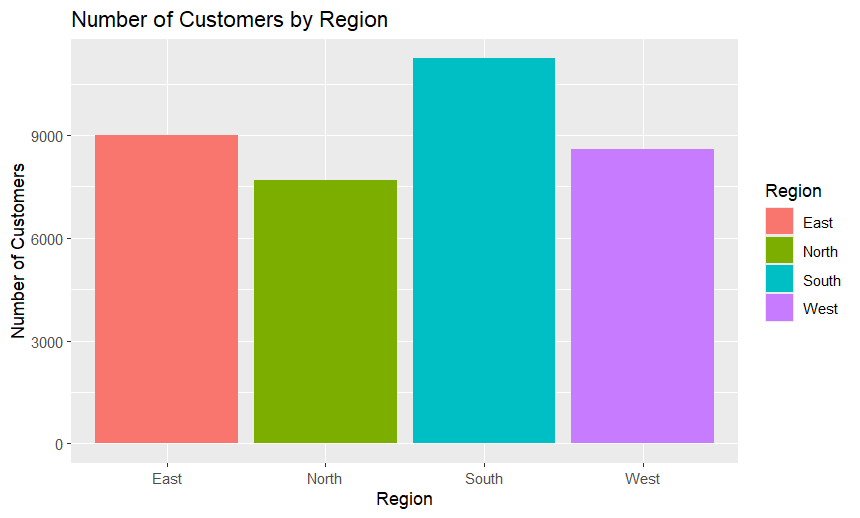 Number of Customers by Region
Number of Customers
9000
6000
3000
0
East North South West
Region
Region
East
North
South
West